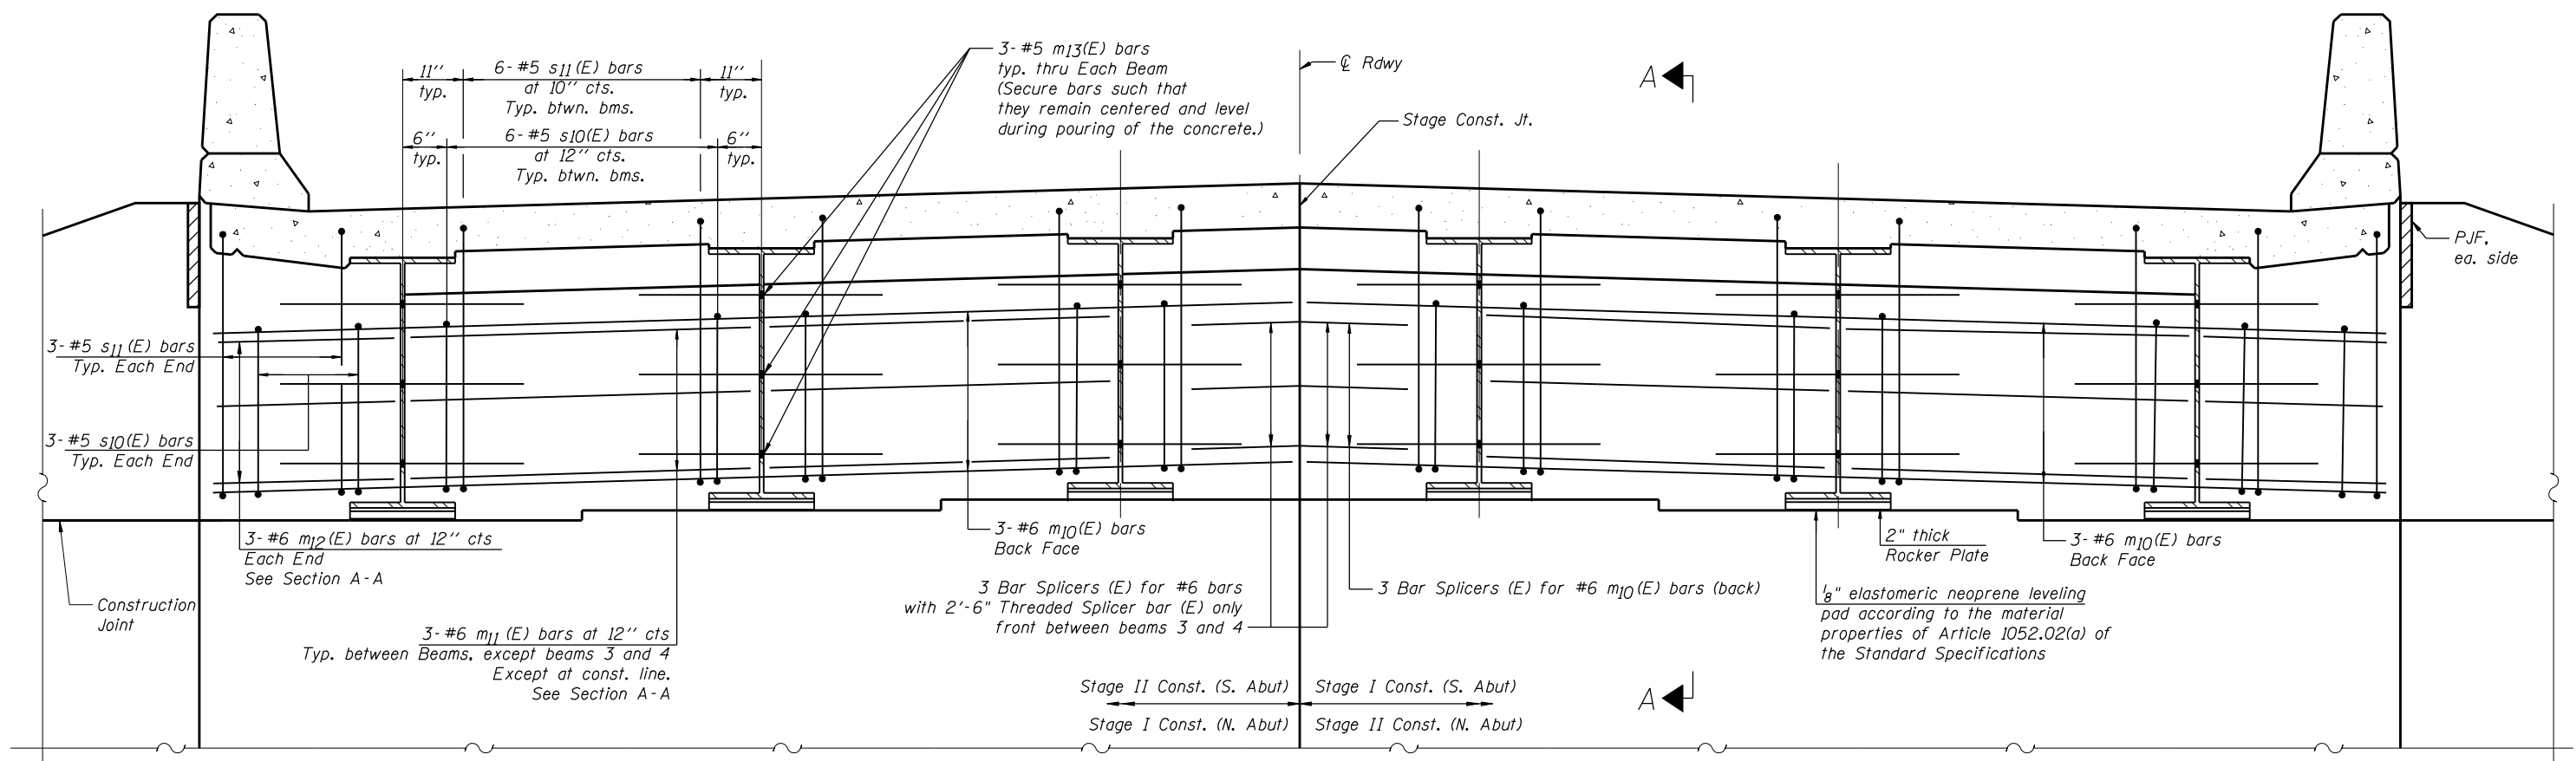 11″
typ.
6-#5 s11(E) bars
at 10″ cts.
Typ. btwn. bms.
11″
typ.
6″
typ.
6-#5 s10(E) bars
at 12″ cts.
Typ. btwn. bms.
6″
typ.
3-#5 m13(E) bars
typ. thru Each Beam
(Secure bars such that
they remain centered and level
during pouring of the concrete.)
℄ Rdwy
Stage Const. Jt.
A
PJF,
ea. side
3-#5 s11(E) bars
Typ. Each End
3-#5 s10(E) bars
Typ. Each End
3-#6 m12(E) bars at 12″ cts
Each End
See Section A-A
Construction
Joint
3-#6 m11(E) bars at 12″ cts
Typ. between Beams, except beams 3 and 4
Except at const. line.
See Section A-A
3-#6 m10(E) bars
Back Face
3 Bar Splicers (E) for #6 bars
with 2'-6" Threaded Splicer bar (E) only
front between beams 3 and 4
3 Bar Splicers (E) for #6 m10(E) bars (back)
2" thick
Rocker Plate
1/8" elastomeric neoprene leveling
pad according to the material
properties of Article 1052.02(a) of
the Standard Specifications
3-#6 m10(E) bars
Back Face
Stage II Const. (S. Abut)
Stage I Const. (S. Abut)
Stage I Const. (N. Abut)
Stage II Const. (N. Abut)
A